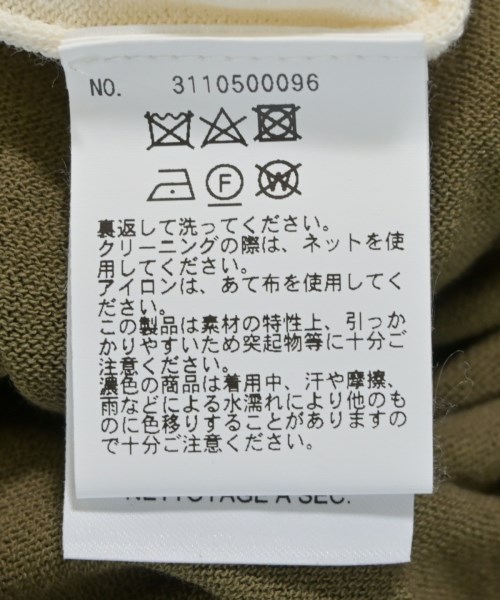 NO. 3110500096
F W
裏返して洗ってください。
クリーニングの際は、ネットを使
用してください。
アイロンは、あて布を使用してく
ださい。
この製品は素材の特性上、引っか
かりやすいため突起物等に十分ご
注意ください。
濃色の商品は着用中、汗や摩擦、
雨などによる水濡れにより他のも
のに色移りすることがありますの
で十分ご注意ください。
NETTOYAGE A SEC.